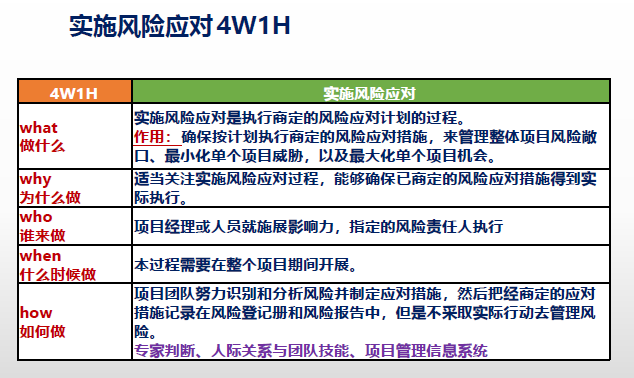 实施风险应对 4W1H
4W1H
实施风险应对
what
做什么
实施风险应对是执行商定的风险应对计划的过程。
作用：确保按计划执行商定的风险应对措施，来管理整体项目风险敞
口、最小化单个项目威胁，以及最大化单个项目机会。
why
为什么做
适当关注实施风险应对过程，能够确保已商定的风险应对措施得到实
际执行。
who
谁来做
项目经理或人员就施展影响力，指定的风险责任人执行
when
什么时候做
本过程需要在整个项目期间开展。
how
如何做
项目团队努力识别和分析风险并制定应对措施，然后把经商定的应对
措施记录在风险登记册和风险报告中，但是不采取实际行动去管理风
险。
专家判断、人际关系与团队技能、项目管理信息系统